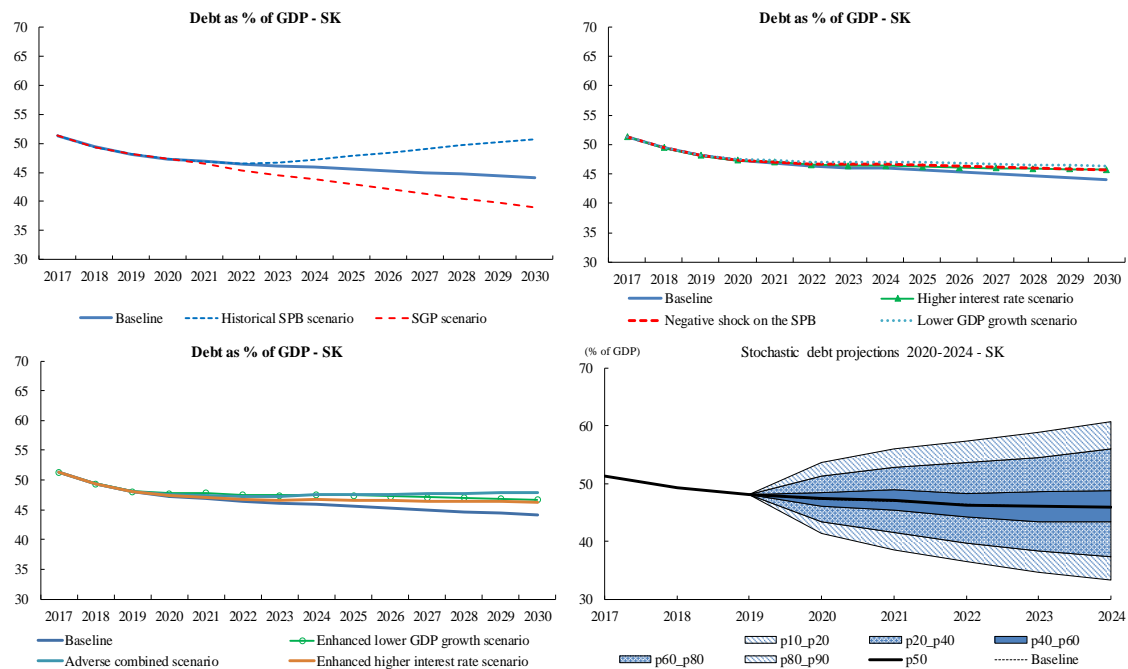 Debt as % of GDP - SK
70
65
60
55
50
45
40
35
30
2017 2018 2019 2020 2021 2022 2023 2024 2025 2026 2027 2028 2029 2030
Baseline Historical SPB scenario SGP scenario
Debt as % of GDP - SK
70
65
60
55
50
45
40
35
30
2017 2018 2019 2020 2021 2022 2023 2024 2025 2026 2027 2028 2029 2030
Baseline Higher interest rate scenario
Negative shock on the SPB Lower GDP growth scenario
Debt as % of GDP - SK
70
65
60
55
50
45
40
35
30
2017 2018 2019 2020 2021 2022 2023 2024 2025 2026 2027 2028 2029 2030
Baseline Enhanced lower GDP growth scenario
Adverse combined scenario Enhanced higher interest rate scenario
(% of GDP) Stochastic debt projections 2020-2024 - SK
70
60
50
40
30
2017 2018 2019 2020 2021 2022 2023 2024
p10_p20 p20_p40 p40_p60
p60_p80 p80_p90 p50 Baseline